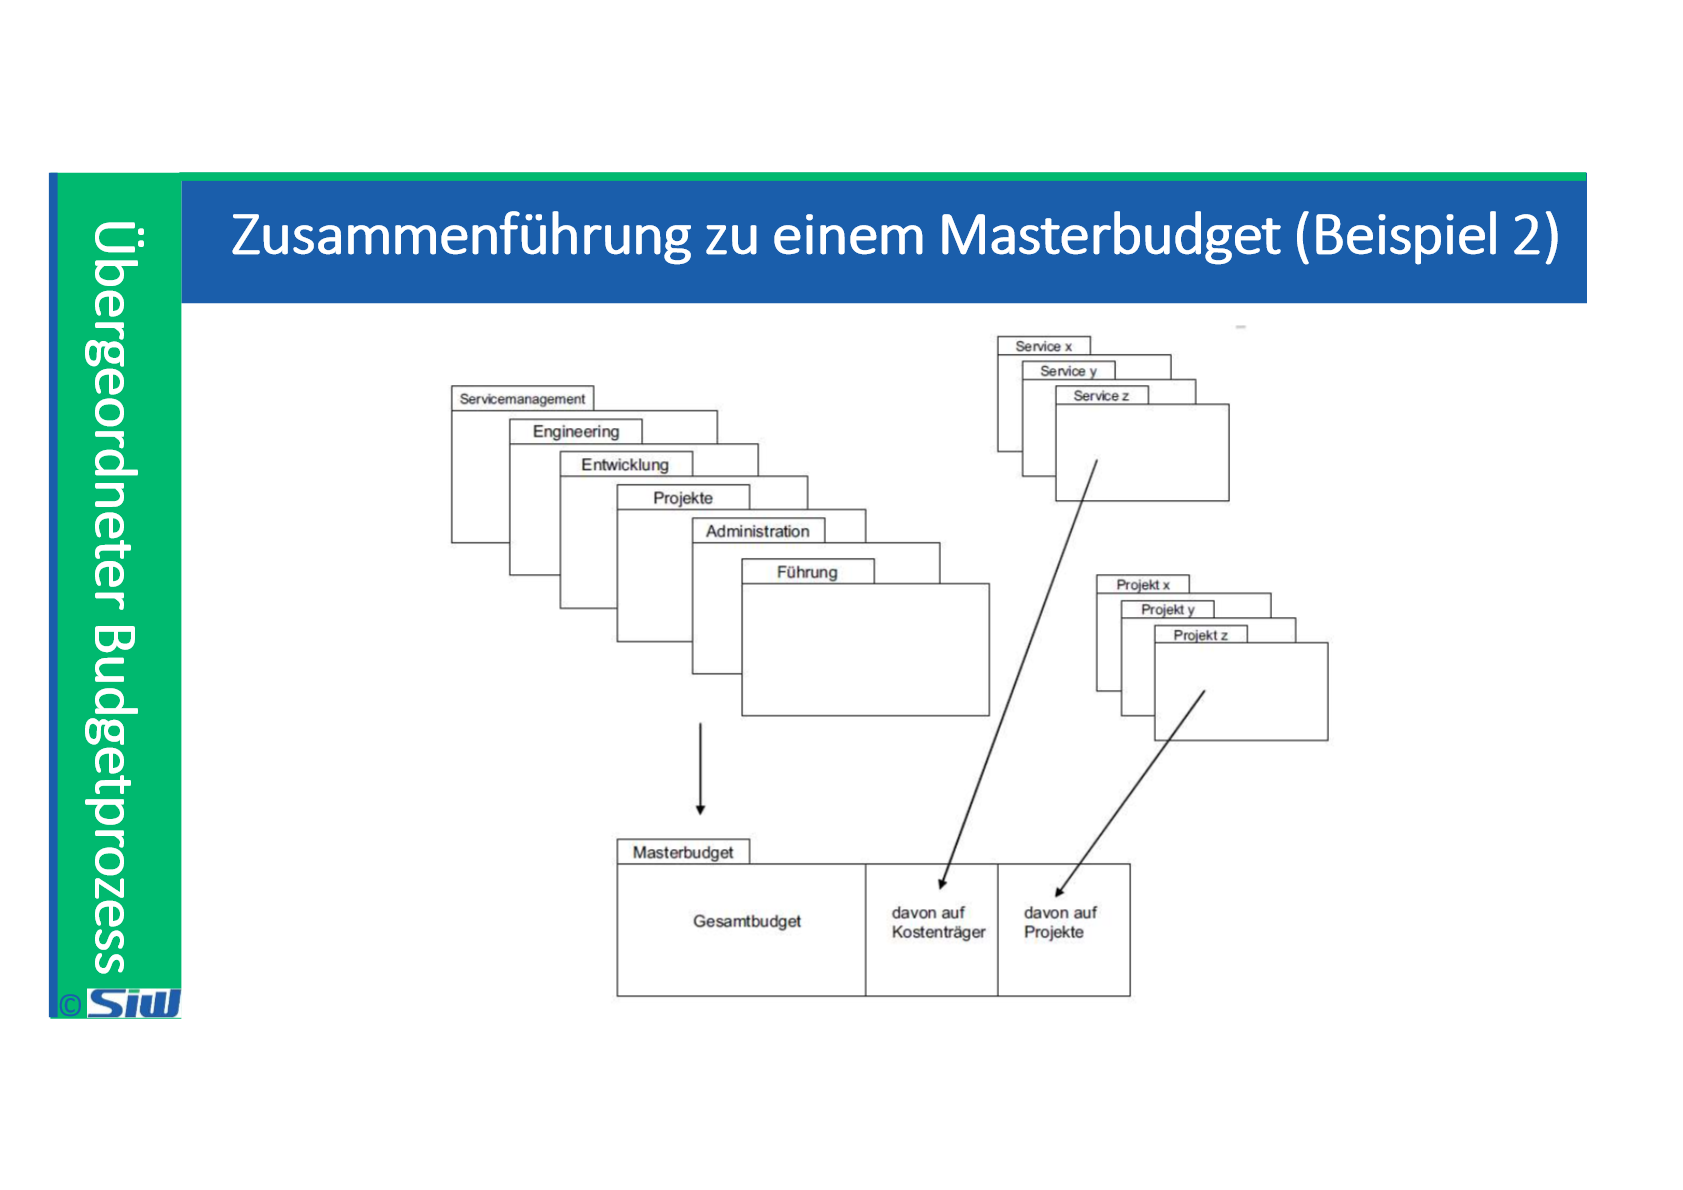 Zusammenführung zu einem Masterbudget (Beispiel 2)
Übergeordneter Budgetprozess
Servicemanagement
Engineering
Entwicklung
Projekte
Administration
Führung
Service x
Service y
Service z
Projekt x
Projekt y
Projekt z
Masterbudget
Gesamtbudget
davon auf
Kostenträger
davon auf
Projekte
© SiW